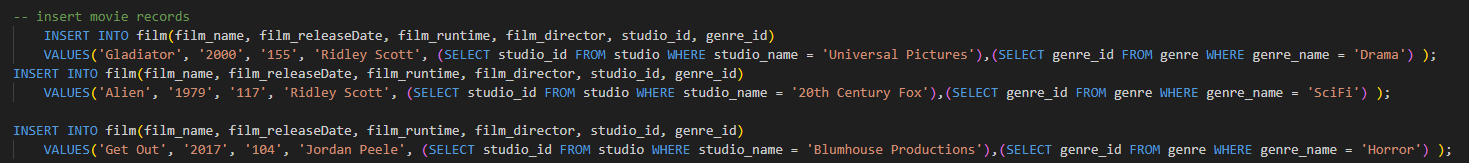 -- insert movie records
INSERT INTO film(film_name, film_releaseDate, film_runtime, film_director, studio_id, genre_id)
VALUES('Gladiator', '2000', '155', 'Ridley Scott', (SELECT studio_id FROM studio WHERE studio_name = 'Universal Pictures'),(SELECT genre_id FROM genre WHERE genre_name = 'Drama') );
INSERT INTO film(film_name, film_releaseDate, film_runtime, film_director, studio_id, genre_id)
VALUES('Alien', '1979', '117', 'Ridley Scott', (SELECT studio_id FROM studio WHERE studio_name = '20th Century Fox'),(SELECT genre_id FROM genre WHERE genre_name = 'SciFi') );
INSERT INTO film(film_name, film_releaseDate, film_runtime, film_director, studio_id, genre_id)
VALUES('Get Out', '2017', '104', 'Jordan Peele', (SELECT studio_id FROM studio WHERE studio_name = 'Blumhouse Productions'),(SELECT genre_id FROM genre WHERE genre_name = 'Horror') );